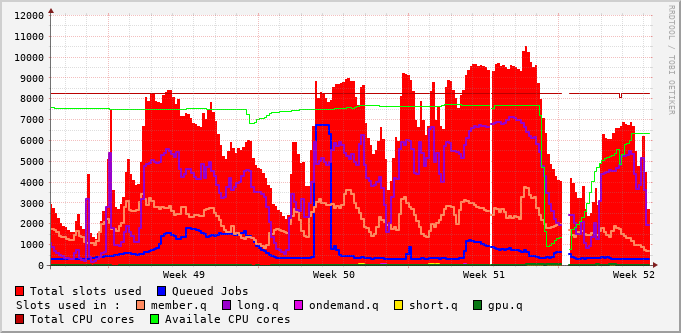 12000
11000
10000
9000
8000
7000
6000
5000
4000
3000
2000
1000
0
Week 49 Week 50 Week 51 Week 52
Total slots used Queued Jobs
Slots used in : member.q long.q ondemand.q short.q gpu.q
Total CPU cores Availale CPU cores
RRDTOOL / TOBI OETIKER